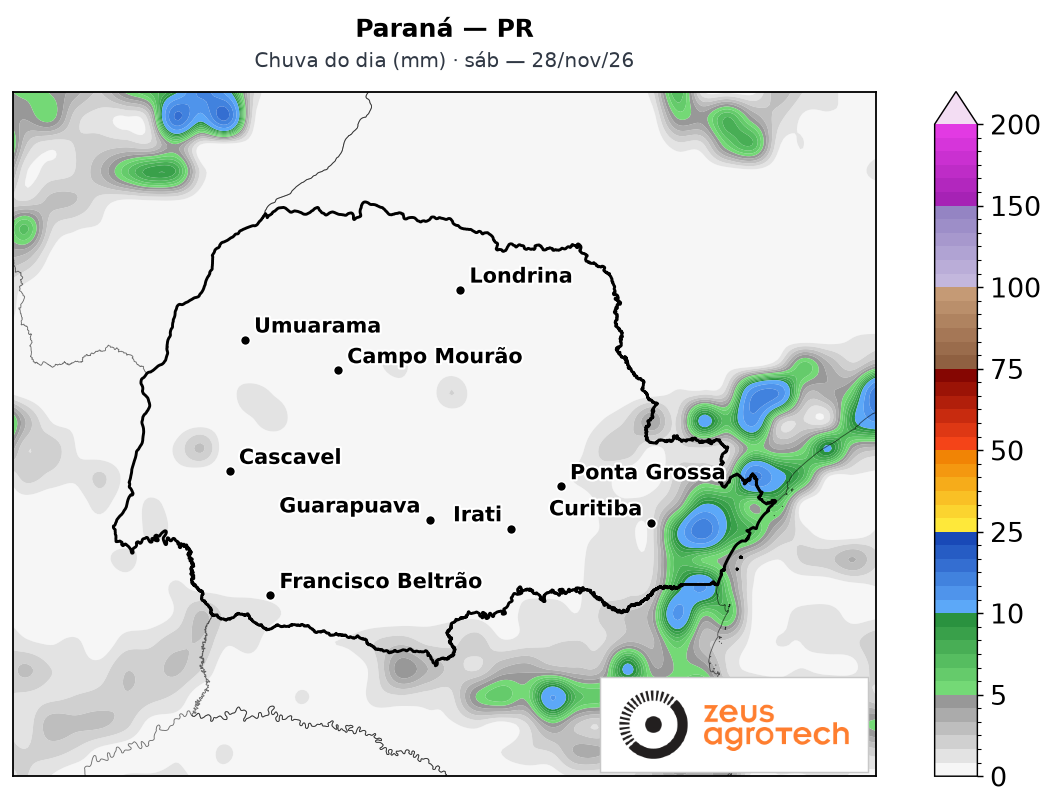 Paraná — PR
Chuva do dia (mm) · sáb — 28/nov/26
Londrina
Umuarama
Campo Mourão
Cascavel
Ponta Grossa
Guarapuava
Irati
Curitiba
Francisco Beltrão
zeus
agrotech
200
150
100
75
50
25
10
5
0